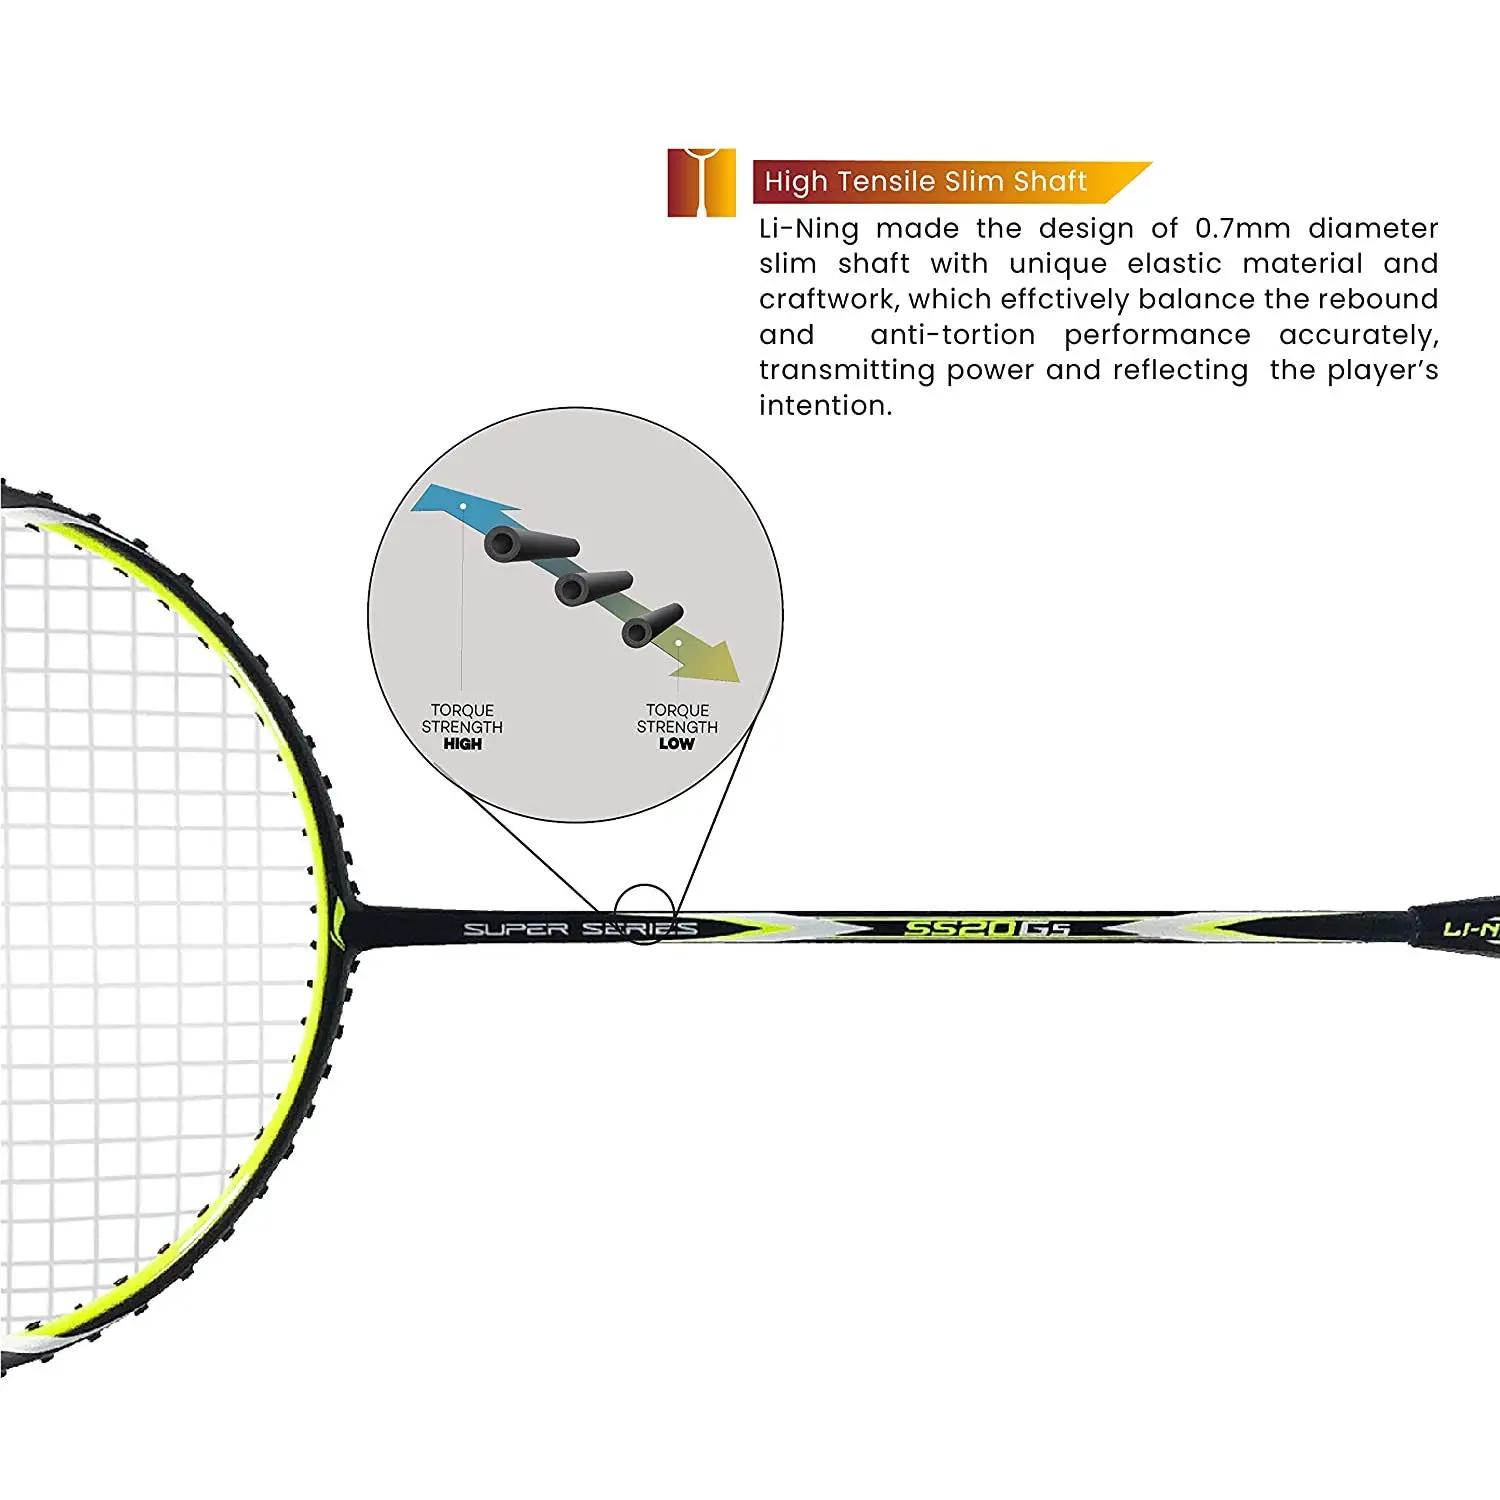 High Tensile Slim Shaft
Li-Ning made the design of 0.7mm diameter
slim shaft with unique elastic material and
craftwork, which effctively balance the rebound
and anti-tortion performance accurately,
transmitting power and reflecting the player's
intention.
TORQUE
STRENGTH
HIGH
TORQUE
STRENGTH
LOW
SUPER SERIES
SS20 G5
LI-N